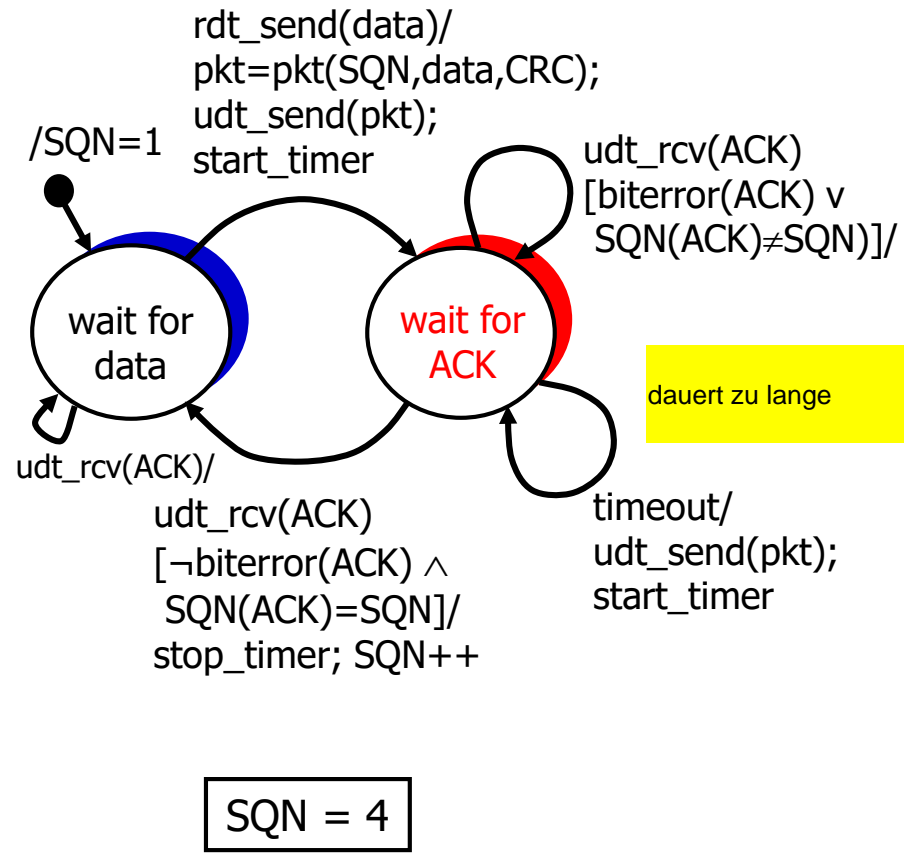 rdt_send(data)/
pkt=pkt(SQN,data,CRC);
udt_send(pkt);
start_timer
/SQN=1
udt_rcv(ACK)
[biterror(ACK) v
SQN(ACK)≠SQN)]/
wait for
data
wait for
ACK
dauert zu lange
udt_rcv(ACK)/
udt_rcv(ACK)
[¬biterror(ACK) ∧
SQN(ACK)=SQN]/
stop_timer; SQN++
timeout/
udt_send(pkt);
start_timer
SQN = 4